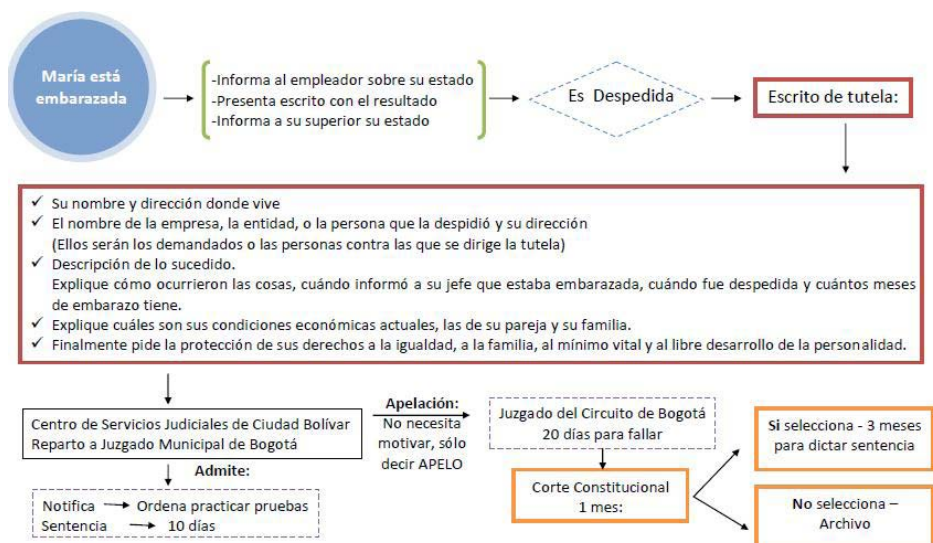 María está
embarazada
-Informa al empleador sobre su estado
-Presenta escrito con el resultado
-Informa a su superior su estado
Es Despedida
Escrito de tutela:
✓ Su nombre y dirección donde vive
✓ El nombre de la empresa, la entidad, o la persona que la despidió y su dirección
(Ellos serán los demandados o las personas contra las que se dirige la tutela)
✓ Descripción de lo sucedido.
Explique cómo ocurrieron las cosas, cuándo informó a su jefe que estaba embarazada, cuándo fue despedida y cuántos meses
de embarazo tiene.
✓ Explique cuáles son sus condiciones económicas actuales, las de su pareja y su familia.
✓ Finalmente pide la protección de sus derechos a la igualdad, a la familia, al mínimo vital y al libre desarrollo de la personalidad.
Centro de Servicios Judiciales de Ciudad Bolívar
Reparto a Juzgado Municipal de Bogotá
Apelación:
No necesita
motivar, sólo
decir APELO
Juzgado del Circuito de Bogotá
20 días para fallar
Si selecciona - 3 meses
para dictar sentencia
Admite:
Notifica → Ordena practicar pruebas
Sentencia → 10 días
Corte Constitucional
1 mes:
No selecciona –
Archivo